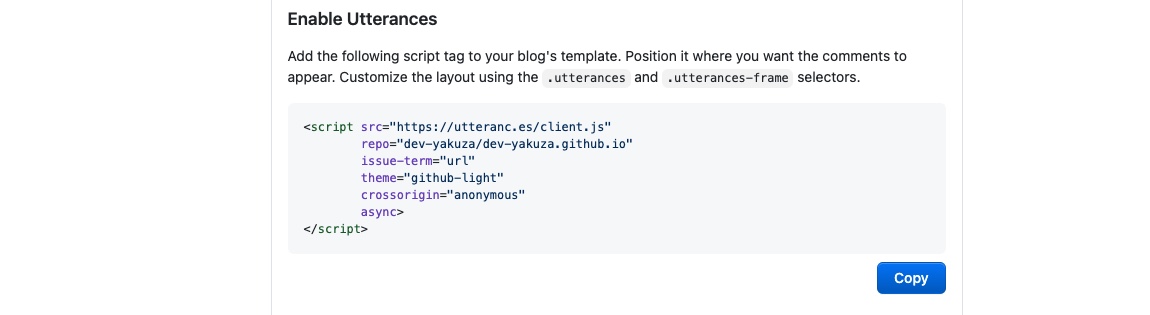 Enable Utterances
Add the following script tag to your blog's template. Position it where you want the comments to
appear. Customize the layout using the .utterances and .utterances-frame selectors.
<script src="https://utteranc.es/client.js"
        repo="dev-yakuza/dev-yakuza.github.io"
        issue-term="url"
        theme="github-light"
        crossorigin="anonymous"
        async>
</script>
Copy